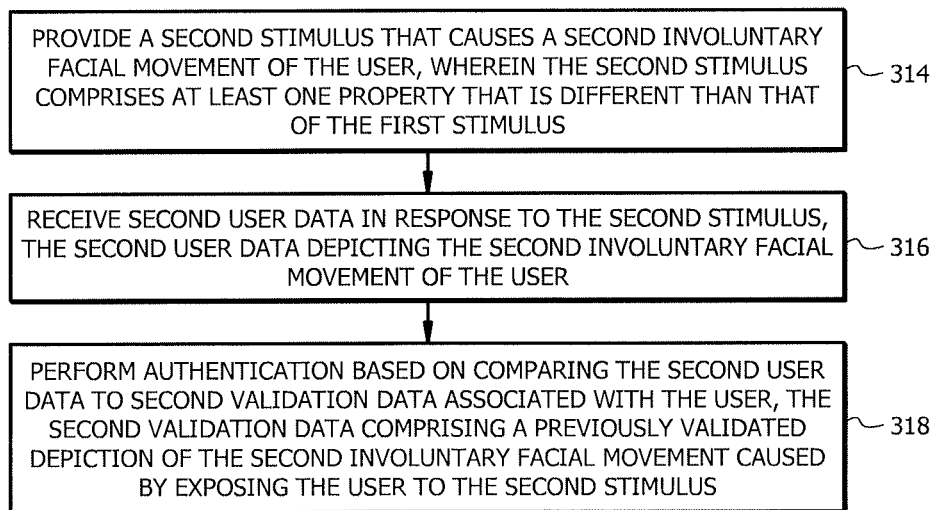 PROVIDE A SECOND STIMULUS THAT CAUSES A SECOND INVOLUNTARY
FACIAL MOVEMENT OF THE USER, WHEREIN THE SECOND STIMULUS
COMPRISES AT LEAST ONE PROPERTY THAT IS DIFFERENT THAN THAT
OF THE FIRST STIMULUS
314
RECEIVE SECOND USER DATA IN RESPONSE TO THE SECOND STIMULUS,
THE SECOND USER DATA DEPICTING THE SECOND INVOLUNTARY FACIAL
MOVEMENT OF THE USER
316
PERFORM AUTHENTICATION BASED ON COMPARING THE SECOND USER
DATA TO SECOND VALIDATION DATA ASSOCIATED WITH THE USER, THE
SECOND VALIDATION DATA COMPRISING A PREVIOUSLY VALIDATED
DEPICTION OF THE SECOND INVOLUNTARY FACIAL MOVEMENT CAUSED
BY EXPOSING THE USER TO THE SECOND STIMULUS
318